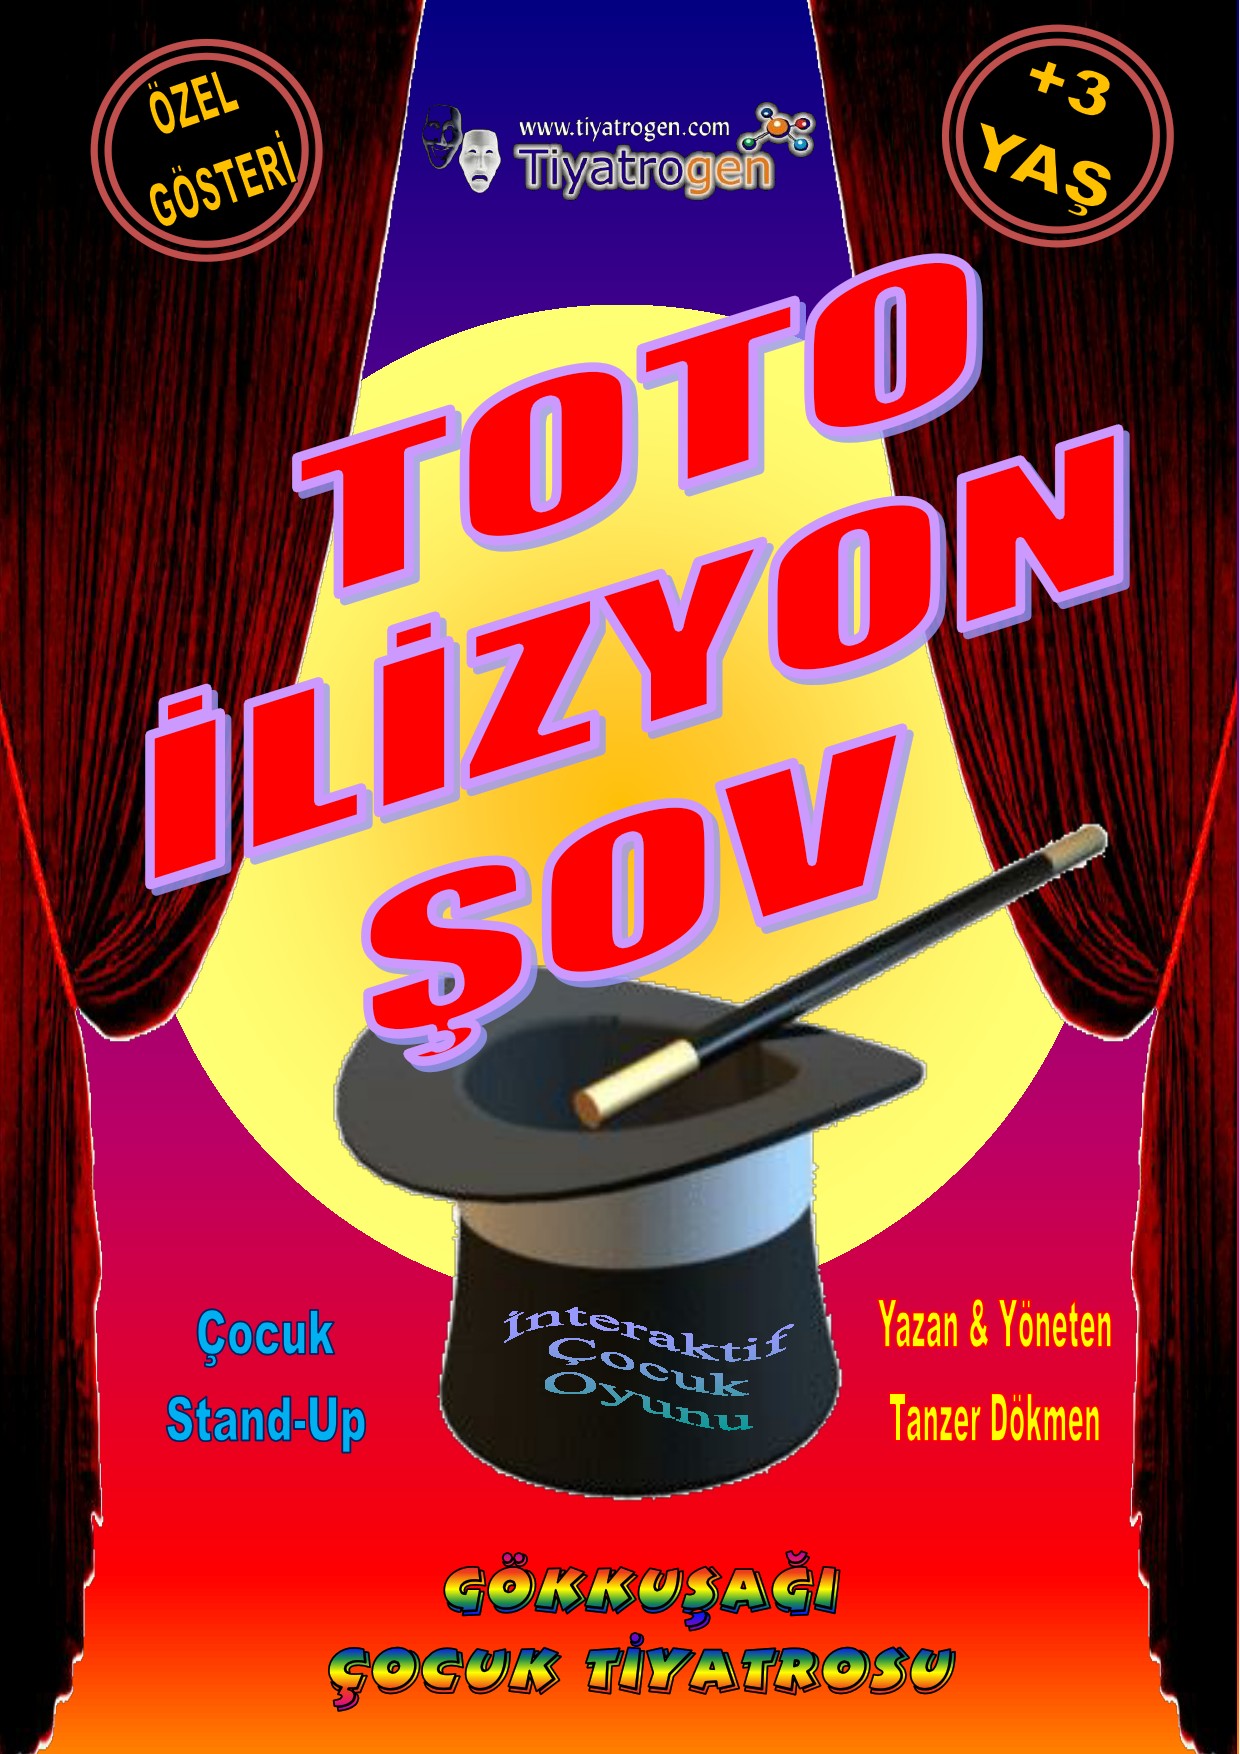 ÖZEL
GÖSTERİ
www.tiyatrogen.com
Tiyatrogen
+3
YAŞ
TOTO
İLİZYON
ŞOV
İnteraktif
Çocuk
Oyunu
Çocuk
Stand-Up
Yazan & Yöneten
Tanzer Dökmen
GÖKKUŞAĞI
ÇOCUK TİYATROSU